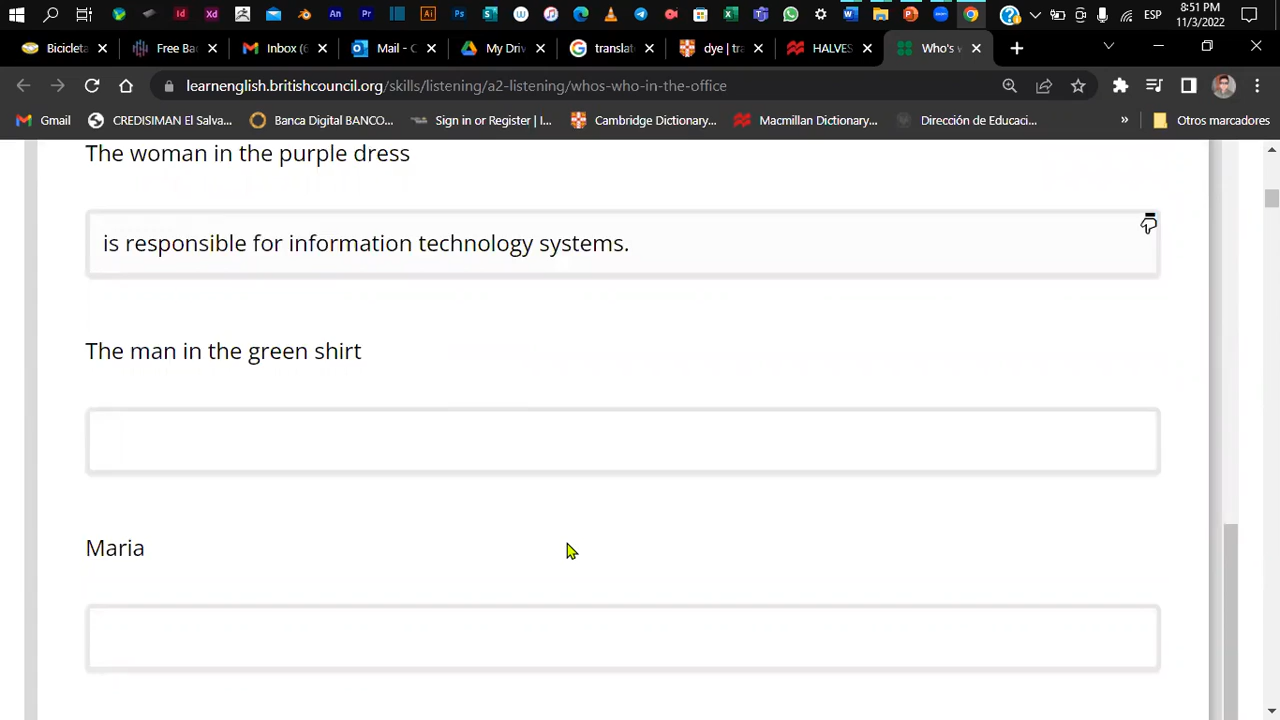 8:51 PM
ESP
11/3/2022
Bicicleta
Free Ba
Inbox (6
Mail - C
My Driv
translat
dye | tra
HALVES
Who's v
learnenglish.britishcouncil.org/skills/listening/a2-listening/whos-who-in-the-office
Gmail
CREDISIMAN El Salva...
Banca Digital BANCO...
Sign in or Register | I...
Cambridge Dictionary...
Macmillan Dictionary...
Dirección de Educaci...
»
Otros marcadores
The woman in the purple dress
is responsible for information technology systems.
The man in the green shirt
Maria